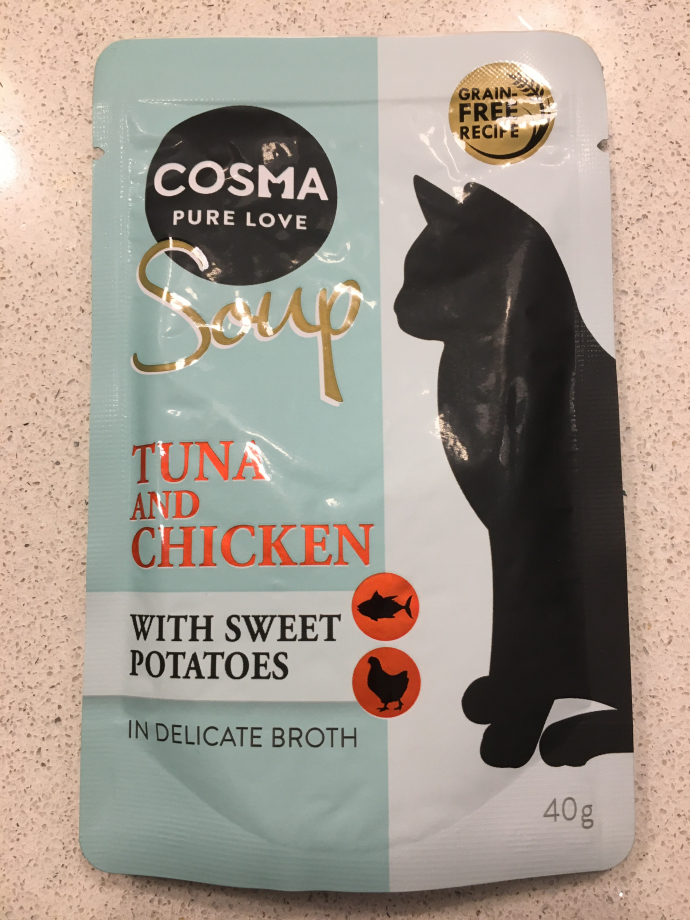 GRAIN-
FREE
RECIPE
COSMA
PURE LOVE
Soup
TUNA
AND
CHICKEN
WITH SWEET
POTATOES
IN DELICATE BROTH
40g